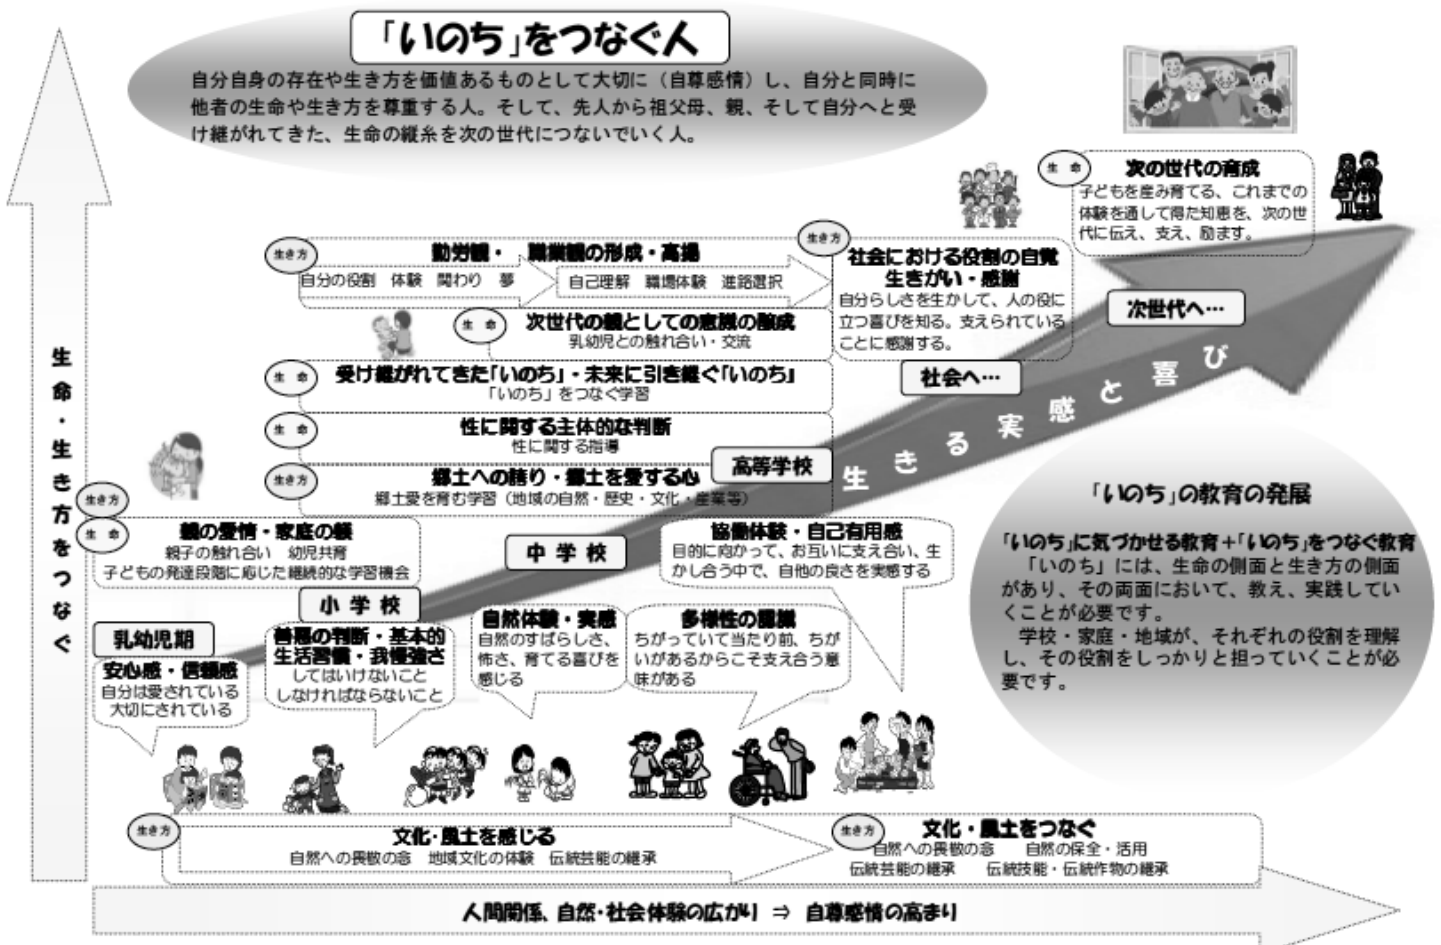 「いのち」をつなぐ人
自分自身の存在や生き方を価値あるものとして大切に（自尊感情）し、自分と同時に
他者の生命や生き方を尊重する人。そして、先人から祖父母、親、そして自分へと受
け継がれてきた、生命の縦糸を次の世代につないでいく人。
生命・生き方をつなぐ
生 命
次の世代の育成
子どもを産み育てる、これまでの
体験を通して得た知恵を、次の世
代に伝え、支え、励ます。
生き方
勤労観・　職業観の形成・高揚
自分の役割　体験　関わり　夢
自己理解　職場体験　進路選択
生き方
社会における役割の自覚
生きがい・感謝
自分らしさを生かして、人の役に
立つ喜びを知る。支えられている
ことに感謝する。
生 命
次世代の親としての意識の醸成
乳幼児との触れ合い・交流
生 命
受け継がれてきた「いのち」・未来に引き継ぐ「いのち」
「いのち」をつなぐ学習
生 命
性に関する主体的な判断
性に関する指導
生き方
郷土への誇り・郷土を愛する心
郷土愛を育む学習（地域の自然・歴史・文化・産業等）
次世代へ…
社会へ…
高等学校
中 学 校
小 学 校
乳幼児期
生きる実感と喜び
生き方
生 命
親の愛情・家庭の躾
親子の触れ合い　幼児共育
子どもの発達段階に応じた継続的な学習機会
安心感・信頼感
自分は愛されている
大切にされている
善悪の判断・基本的
生活習慣・我慢強さ
してはいけないこと
しなければならないこと
自然体験・実感
自然のすばらしさ、
怖さ、育てる喜びを
感じる
多様性の認識
ちがっていて当たり前、ちが
いがあるからこそ支え合う意
味がある
協働体験・自己有用感
目的に向かって、お互いに支え合い、生
かし合う中で、自他の良さを実感する
「いのち」の教育の発展
「いのち」に気づかせる教育＋「いのち」をつなぐ教育
「いのち」には、生命の側面と生き方の側面
があり、その両面において、教え、実践してい
くことが必要です。
学校・家庭・地域が、それぞれの役割を理解
し、その役割をしっかりと担っていくことが必
要です。
生き方
文化・風土を感じる
自然への畏敬の念　地域文化の体験　伝統芸能の継承
生き方
文化・風土をつなぐ
自然への畏敬の念　　自然の保全・活用
伝統芸能の継承　　伝統技能・伝統作物の継承
人間関係、自然・社会体験の広がり ⇒ 自尊感情の高まり